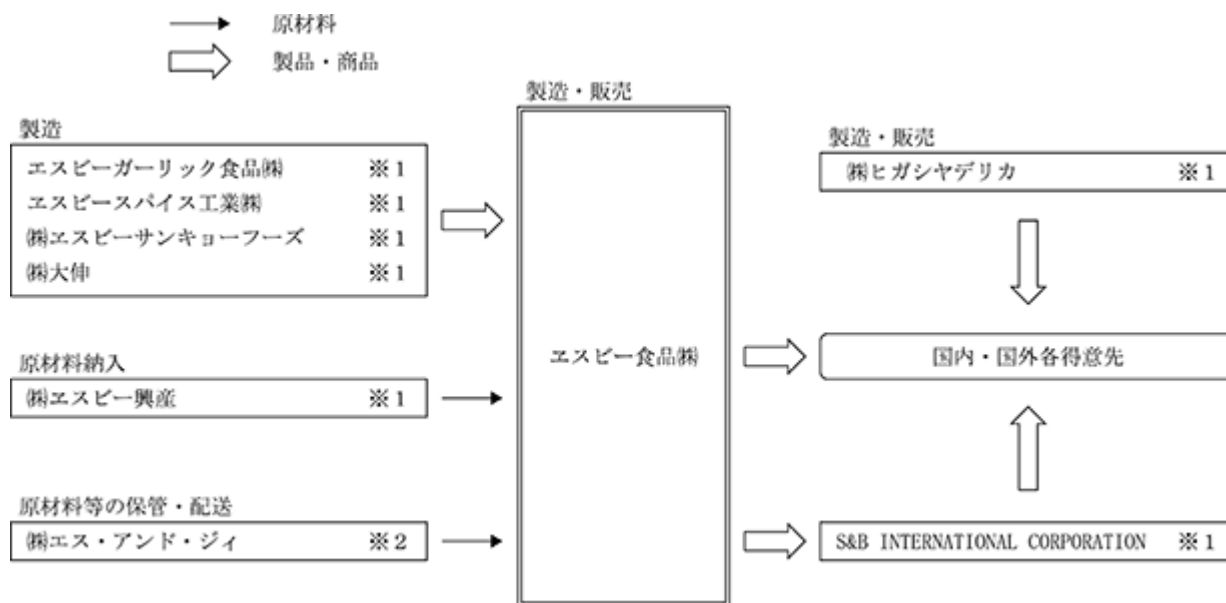 原材料
製品・商品
製造・販売
製造
ヱスビーガーリック食品㈱ ※1
ヱスビースパイス工業㈱ ※1
㈱ヱスビーサンキョーフーズ ※1
㈱大伸 ※1
原材料納入
㈱ヱスビー興産 ※1
原材料等の保管・配送
㈱エス・アンド・ジィ ※2
ヱスビー食品㈱
製造・販売
㈱ヒガシヤデリカ ※1
国内・国外各得意先
S&B INTERNATIONAL CORPORATION ※1